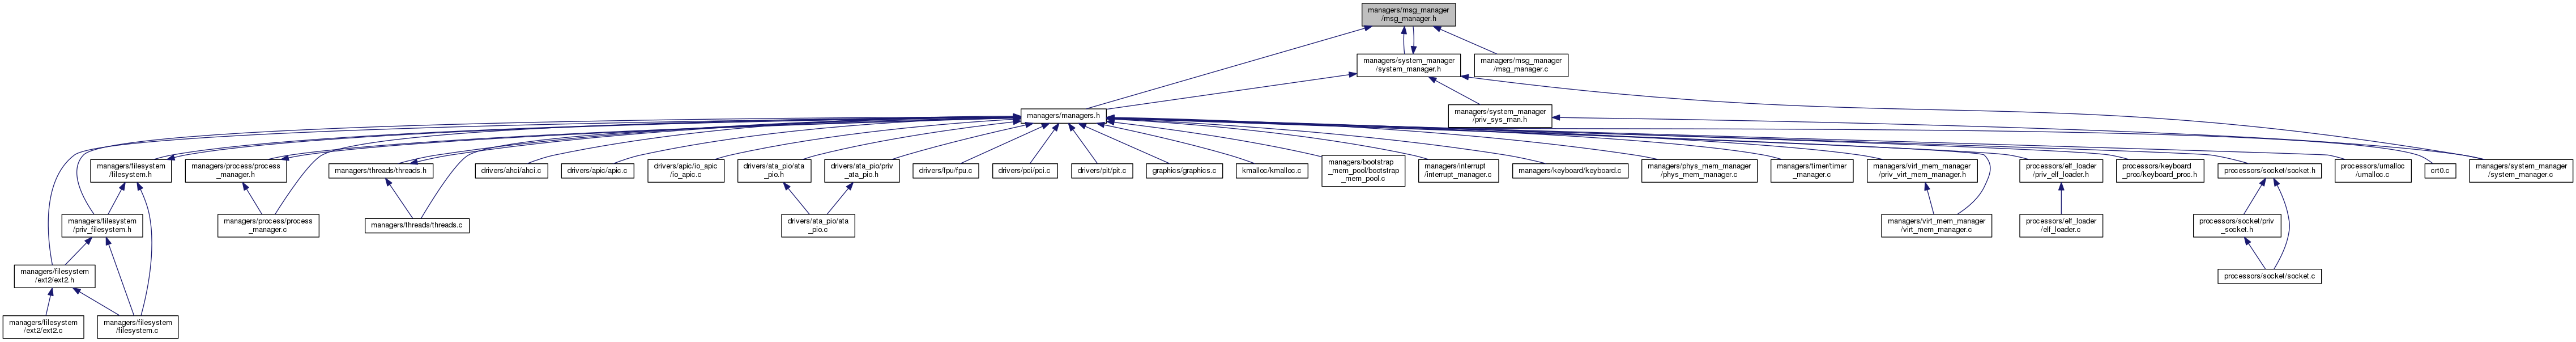 managers/msg_manager
/msg_manager.h
managers/system_manager
/system_manager.h
managers/msg_manager
/msg_manager.c
managers/managers.h
managers/system_manager
/priv_sys_man.h
managers/filesystem
/filesystem.h
managers/process/process
_manager.h
managers/threads/threads.h
drivers/ahci/ahci.c
drivers/apic/apic.c
drivers/apic/io_apic
/io_apic.c
drivers/ata_pio/ata
_pio.h
drivers/ata_pio/priv
_ata_pio.h
drivers/fpu/fpu.c
drivers/pci/pci.c
drivers/pit/pit.c
graphics/graphics.c
kmalloc/kmalloc.c
managers/bootstrap
_mem_pool/bootstrap
_mem_pool.c
managers/interrupt
/interrupt_manager.c
managers/keyboard/keyboard.c
managers/phys_mem_manager
/phys_mem_manager.c
managers/timer/timer
_manager.c
managers/virt_mem_manager
/priv_virt_mem_manager.h
processors/elf_loader
/priv_elf_loader.h
processors/keyboard
_proc/keyboard_proc.h
processors/socket/socket.h
processors/umalloc
/umalloc.c
crt0.c
managers/system_manager
/system_manager.c
managers/filesystem
/priv_filesystem.h
managers/process/process
_manager.c
managers/threads/threads.c
drivers/ata_pio/ata
_pio.c
managers/virt_mem_manager
/virt_mem_manager.c
processors/elf_loader
/elf_loader.c
processors/socket/priv
_socket.h
managers/filesystem
/ext2/ext2.h
processors/socket/socket.c
managers/filesystem
/ext2/ext2.c
managers/filesystem
/filesystem.c